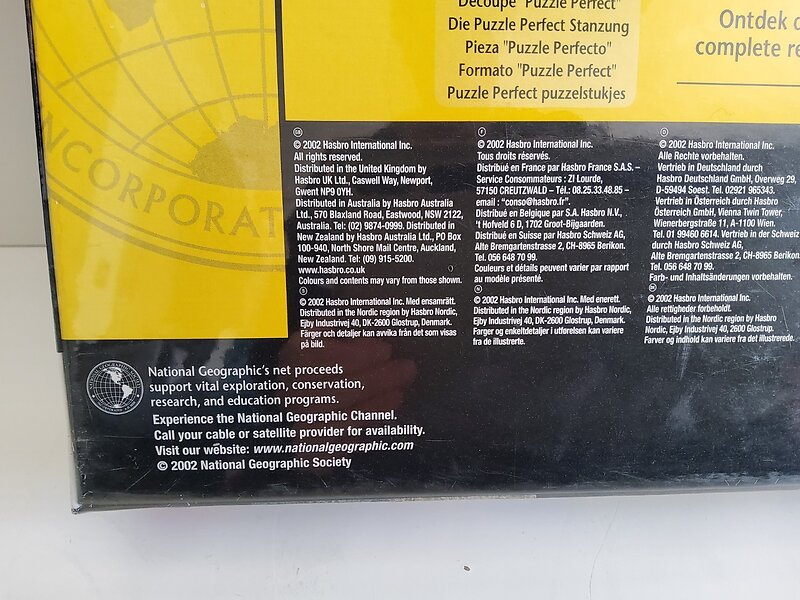 Découpe "Puzzle Perfect"
Die Puzzle Perfect Stanzung
Pieza "Puzzle Perfecto"
Formato "Puzzle Perfect"
Puzzle Perfect puzzelstukjes
Ontdek
complete
NCORPORAT
GB
© 2002 Hasbro International Inc.
All rights reserved.
Distributed in the United Kingdom by
Hasbro UK Ltd., Caswell Way, Newport,
Gwent NP9 0YH.
Distributed in Australia by Hasbro Australia
Ltd., 570 Blaxland Road, Eastwood, NSW 2122,
Australia. Tel: (02) 9874-0999. Distributed in
New Zealand by Hasbro Australia Ltd., PO Box
100-940, North Shore Mail Centre, Auckland,
New Zealand. Tel: (09) 915-5200.
www.hasbro.co.uk
Colours and contents may vary from those shown.
S
© 2002 Hasbro International Inc. Med ensamrätt.
Distributed in the Nordic region by Hasbro Nordic,
Ejby Industrivej 40, DK-2600 Glostrup, Denmark.
Färger och detaljer kan avvika från det som visas
på bild.
F
© 2002 Hasbro International Inc.
Tous droits réservés.
Distribué en France par Hasbro France S.A.S. –
Service Consommateurs : ZI Lourde,
57150 CREUTZWALD – Tél.: 08.25.33.48.85 –
email : "conso@hasbro.fr".
Distribué en Belgique par S.A. Hasbro N.V.,
't Hofveld 6 D, 1702 Groot-Bijgaarden.
Distribué en Suisse par Hasbro Schweiz AG,
Alte Bremgartenstrasse 2, CH-8965 Berikon.
Tel. 056 648 70 99.
Couleurs et détails peuvent varier par rapport
au modèle présenté.
N
© 2002 Hasbro International Inc. Med enerett.
Distributed in the Nordic region by Hasbro Nordic,
Ejby Industrivej 40, DK-2600 Glostrup, Denmark.
Farger og enkeltdetaljer i utførelsen kan variere
fra de illustrerte.
D
© 2002 Hasbro International Inc.
Alle Rechte vorbehalten.
Vertrieb in Deutschland durch
Hasbro Deutschland GmbH, Overweg 29,
D-59494 Soest. Tel. 02921 965343.
Vertrieb in Österreich durch Hasbro
Österreich GmbH, Vienna Twin Tower,
Wienerbergstraße 11, A-1100 Wien.
Tel. 01 99460 6614. Vertrieb in der Schweiz
durch Hasbro Schweiz AG,
Alte Bremgartenstrasse 2, CH-8965 Berikon.
Tel. 056 648 70 99.
Farb- und Inhaltsänderungen vorbehalten.
DK
© 2002 Hasbro International Inc.
Alle rettigheder forbeholdt.
Distributed in the Nordic region by Hasbro
Nordic, Ejby Industrivej 40, 2600 Glostrup.
Farver og indhold kan variere fra det illustrerede.
National Geographic's net proceeds
support vital exploration, conservation,
research, and education programs.
Experience the National Geographic Channel.
Call your cable or satellite provider for availability.
Visit our website: www.nationalgeographic.com
© 2002 National Geographic Society